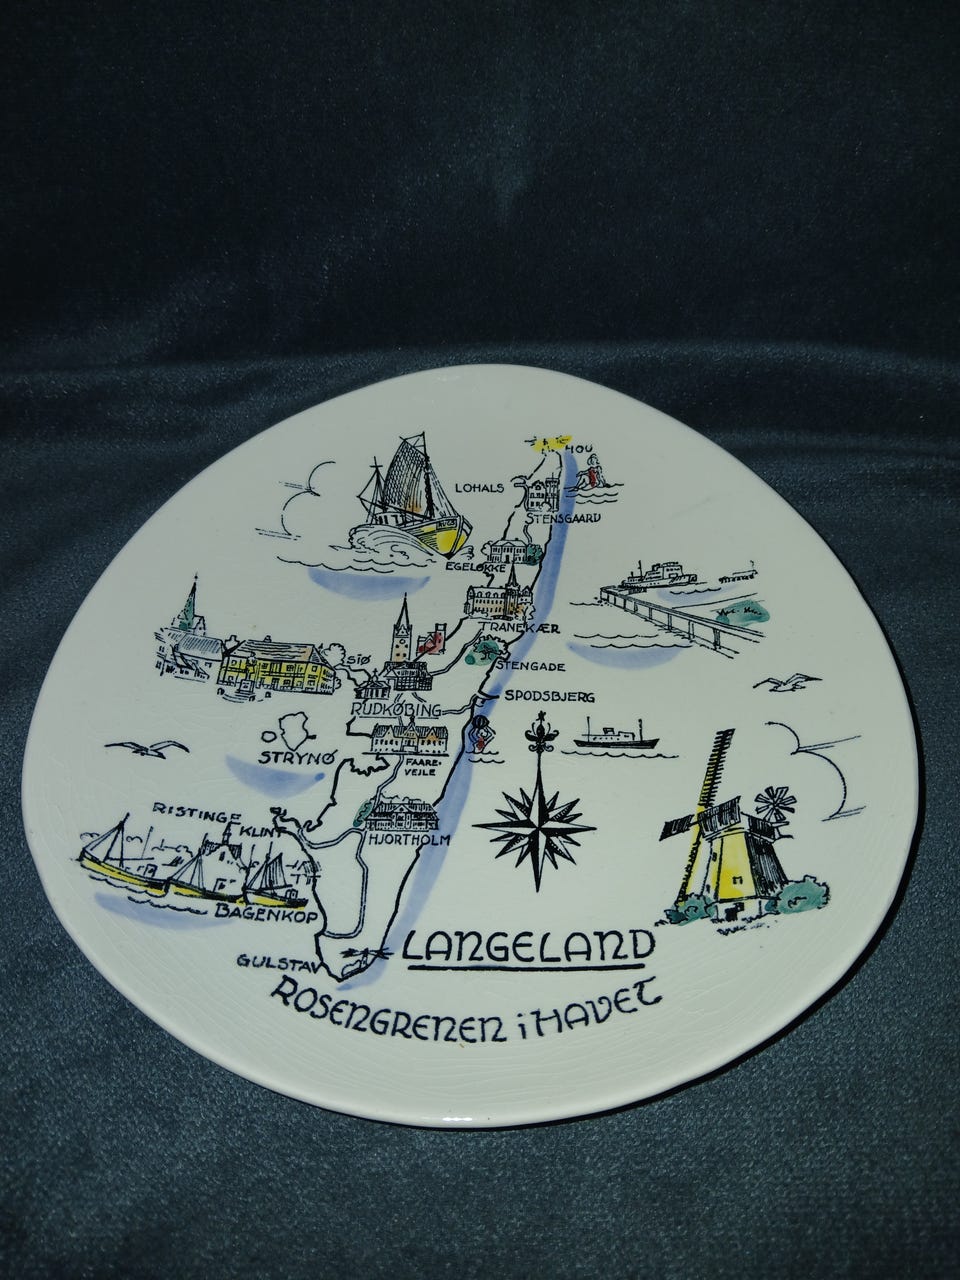 HOU
LOHALS
STENSGAARD
EGELØKKE
TRANEKÆR
STENGADE
SIØ
SPODSBJERG
RUDKØBING
STRYNØ
FAARE-
VEJLE
RISTINGE
KLINT
HJORTHOLM
BAGENKOP
GULSTAV
LANGELAND
ROSENGRENEN i HAVET